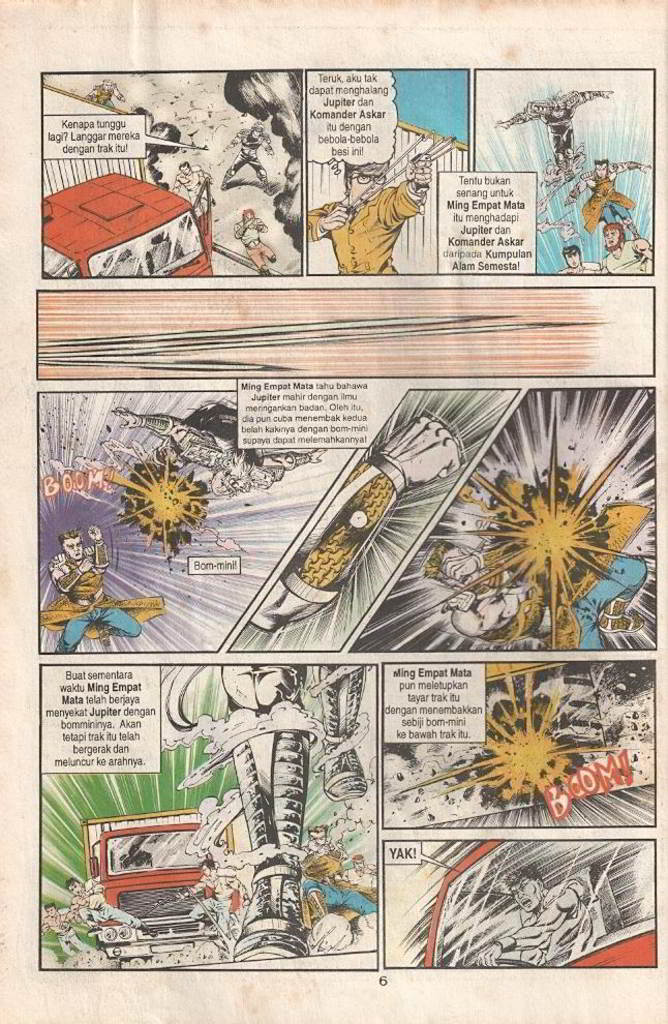 Kenapa tunggu
lagi? Langgar mereka
dengan trak itu!
Teruk, aku tak
dapat menghalang
Jupiter dan
Komander Askar
itu dengan
bebola-bebola
besi ini!
Tentu bukan
senang untuk
Ming Empat Mata
itu menghadapi
Jupiter dan
Komander Askar
daripada Kumpulan
Alam Semesta!
Ming Empat Mata tahu bahawa
Jupiter mahir dengan ilmu
meringankan badan. Oleh itu,
dia pun cuba menembak kedua
belah kakinya dengan bom-mini
supaya dapat melemahkannya!
BOOM!
Bom-mini!
Buat sementara
waktu Ming Empat
Mata telah berjaya
menyekat Jupiter dengan
bommininya. Akan
tetapi trak itu telah
bergerak dan
meluncur ke arahnya.
Ming Empat Mata
pun meletupkan
tayar trak itu
dengan menembakkan
sebiji bom-mini
ke bawah trak itu.
BOOM!
YAK!
6